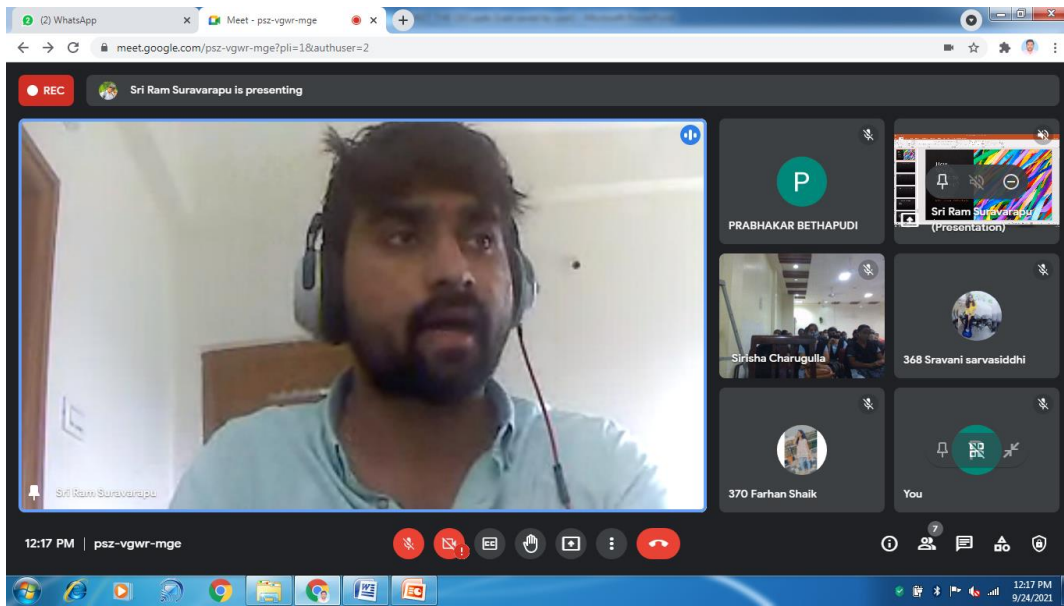 (2) WhatsApp
Meet - psz-vgwr-mge
meet.google.com/psz-vgwr-mge?pli=1&authuser=2
REC
Sri Ram Suravarapu is presenting
P
PRABHAKAR BETHAPUDI
Sri Ram Suravarapu
(Presentation)
Sirisha Charugulla
368 Sravani sarvasiddhi
370 Farhan Shaik
You
Sri Ram Suravarapu
12:17 PM | psz-vgwr-mge
CC
7
12:17 PM
9/24/2021